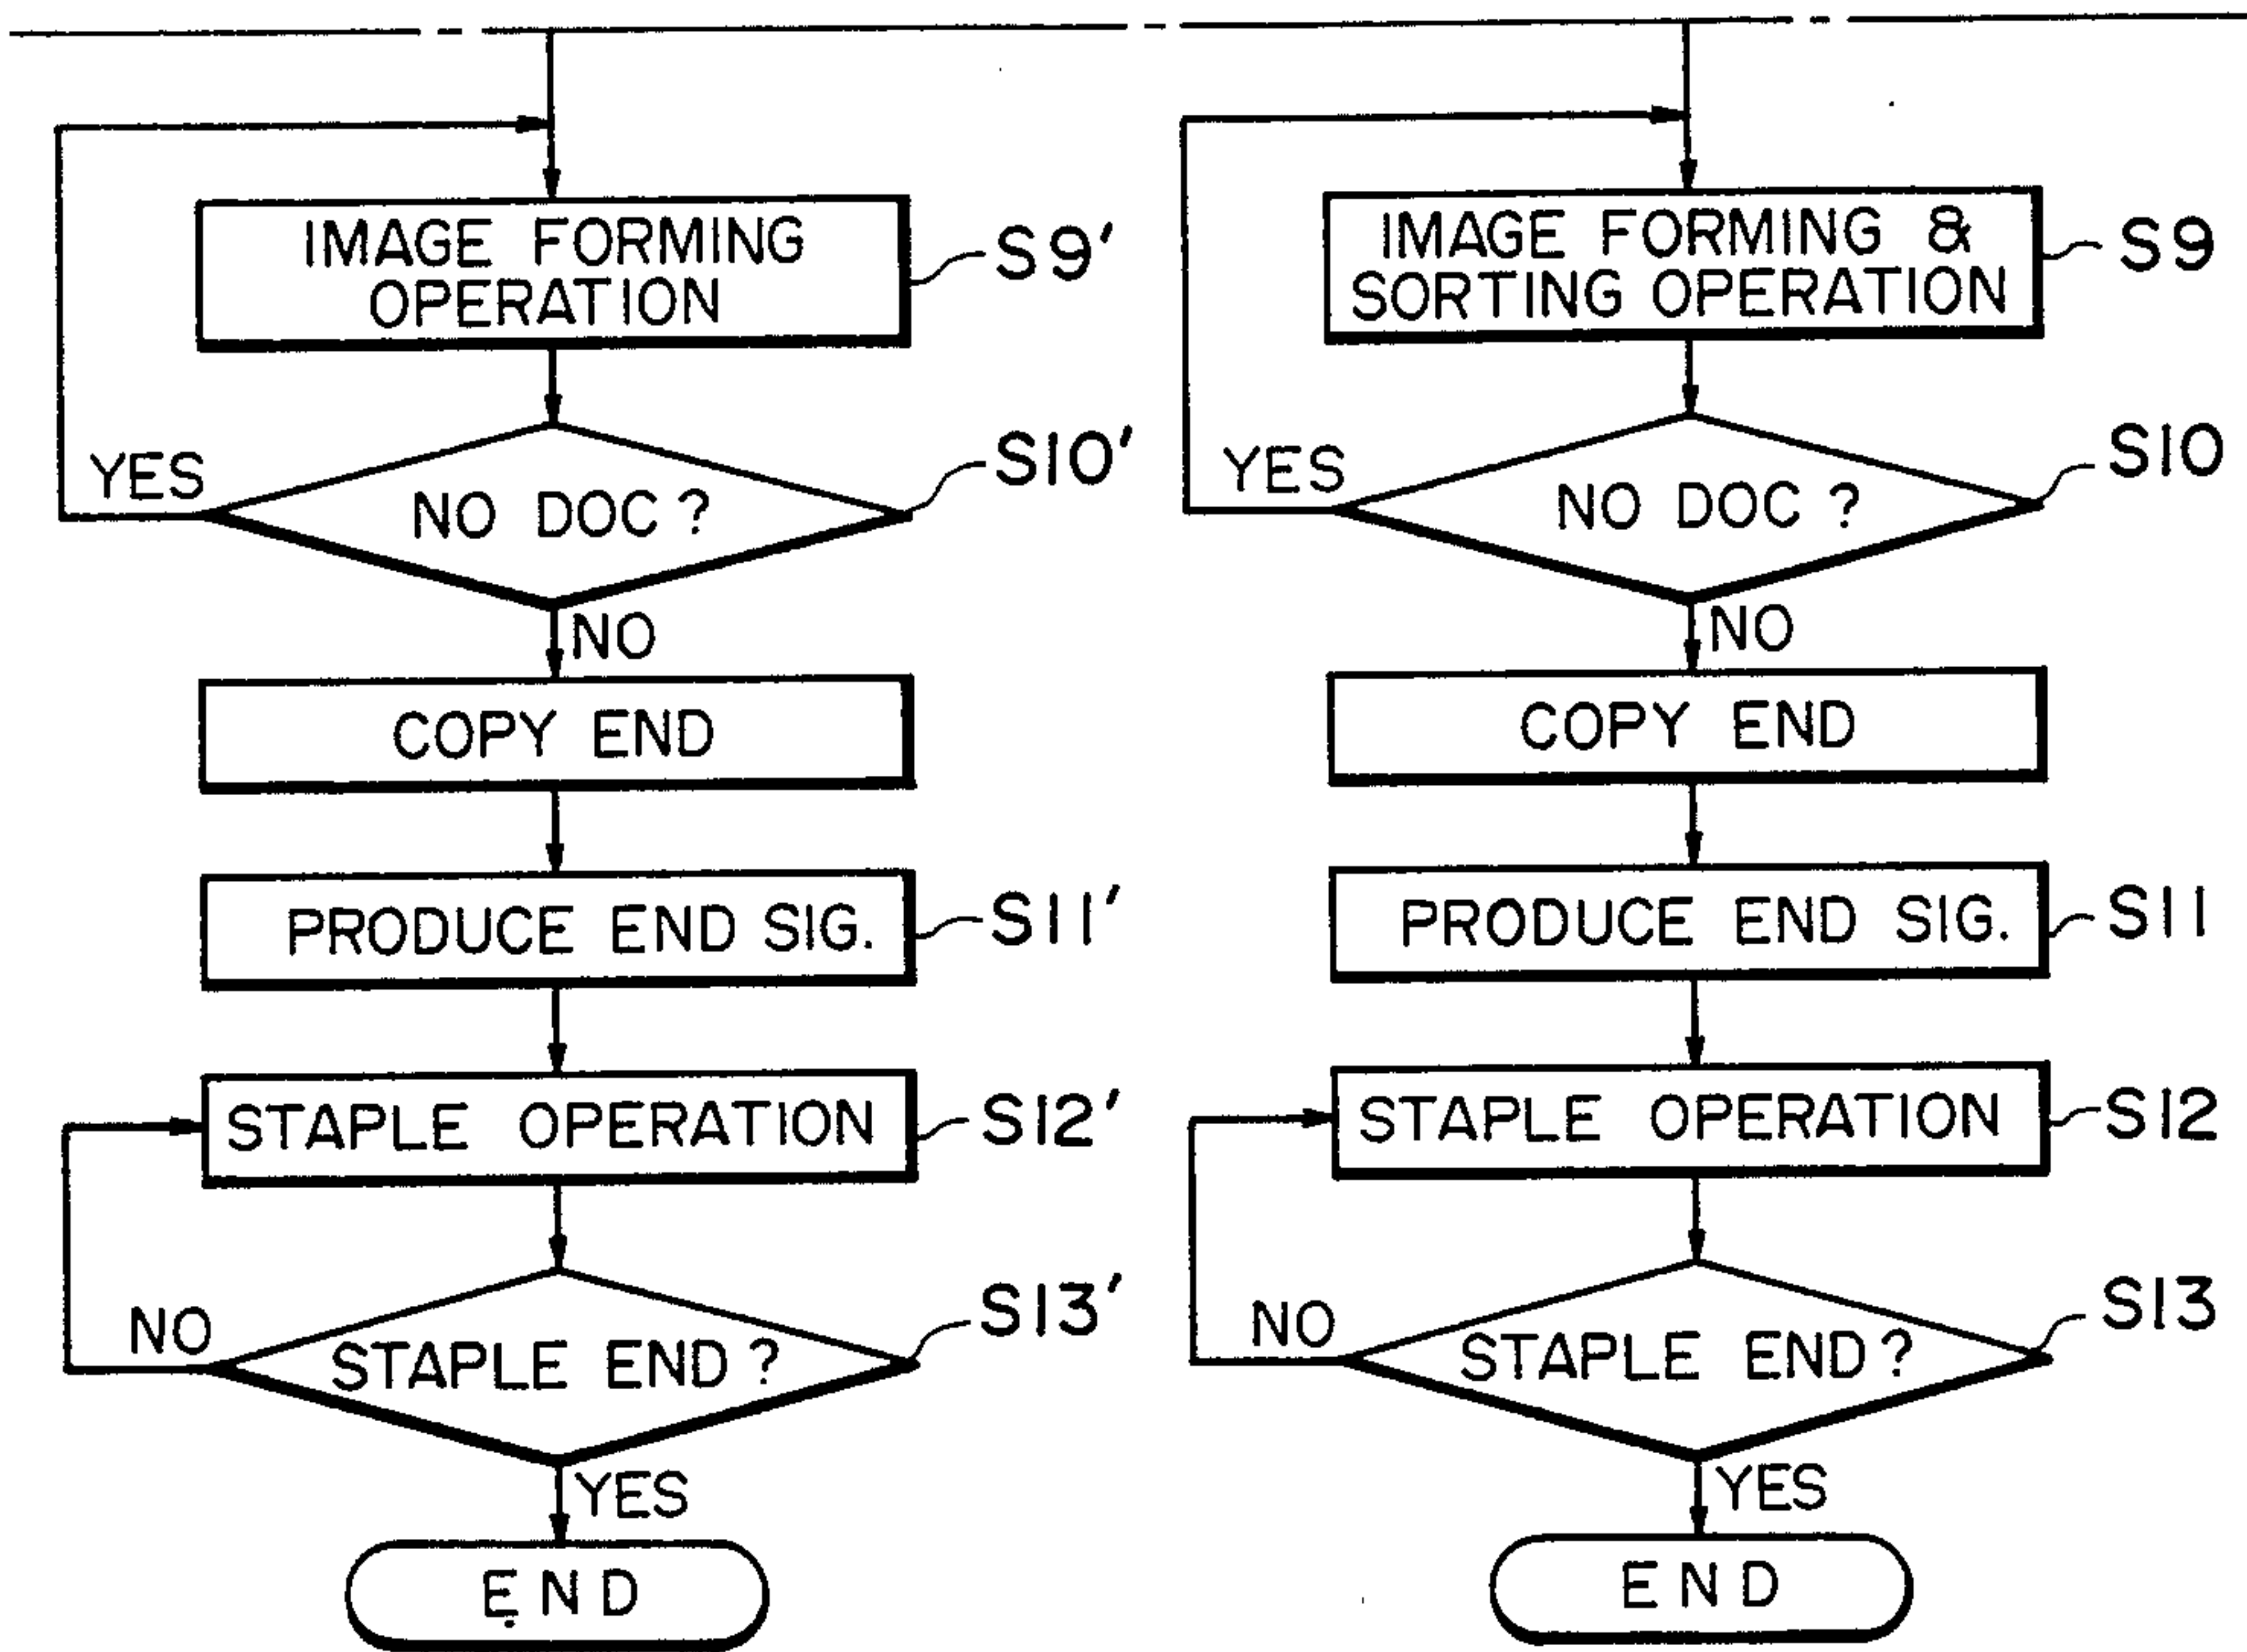 IMAGE FORMING
OPERATION
S9'
YES
NO DOC?
S10'
NO
COPY END
PRODUCE END SIG.
S11'
STAPLE OPERATION
S12'
NO
STAPLE END?
S13'
YES
END
IMAGE FORMING &
SORTING OPERATION
S9
YES
NO DOC?
S10
NO
COPY END
PRODUCE END SIG.
S11
STAPLE OPERATION
S12
NO
STAPLE END?
S13
YES
END